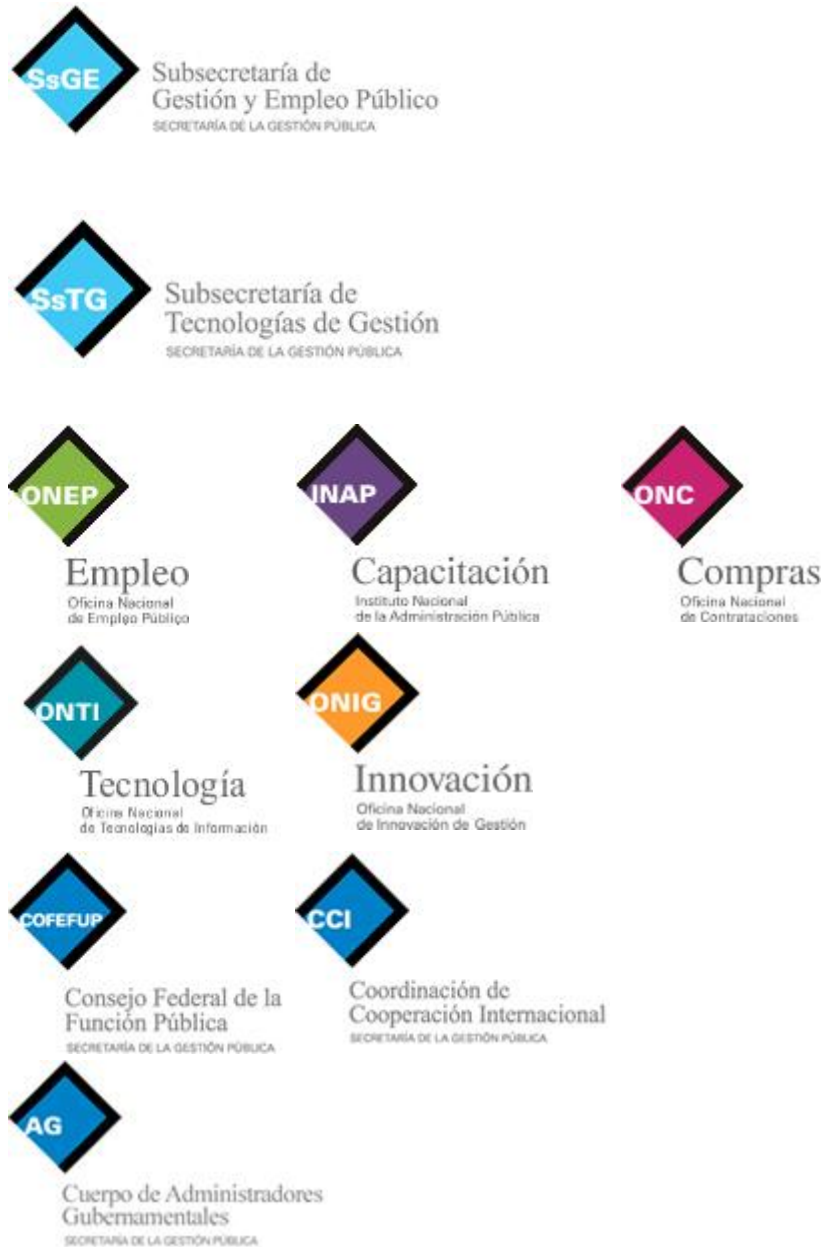 SsGE
Subsecretaría de
Gestión y Empleo Público
SECRETARÍA DE LA GESTIÓN PÚBLICA
SsTG
Subsecretaría de
Tecnologías de Gestión
SECRETARÍA DE LA GESTIÓN PÚBLICA
ONEP
Empleo
Oficina Nacional
de Empleo Público
INAP
Capacitación
Instituto Nacional
de la Administración Pública
ONC
Compras
Oficina Nacional
de Contrataciones
ONTI
Tecnología
Oficina Nacional
de Tecnologías de Información
ONIG
Innovación
Oficina Nacional
de Innovación de Gestión
COFEFUP
Consejo Federal de la
Función Pública
SECRETARÍA DE LA GESTIÓN PÚBLICA
CCI
Coordinación de
Cooperación Internacional
SECRETARÍA DE LA GESTIÓN PÚBLICA
AG
Cuerpo de Administradores
Gubernamentales
SECRETARÍA DE LA GESTIÓN PÚBLICA